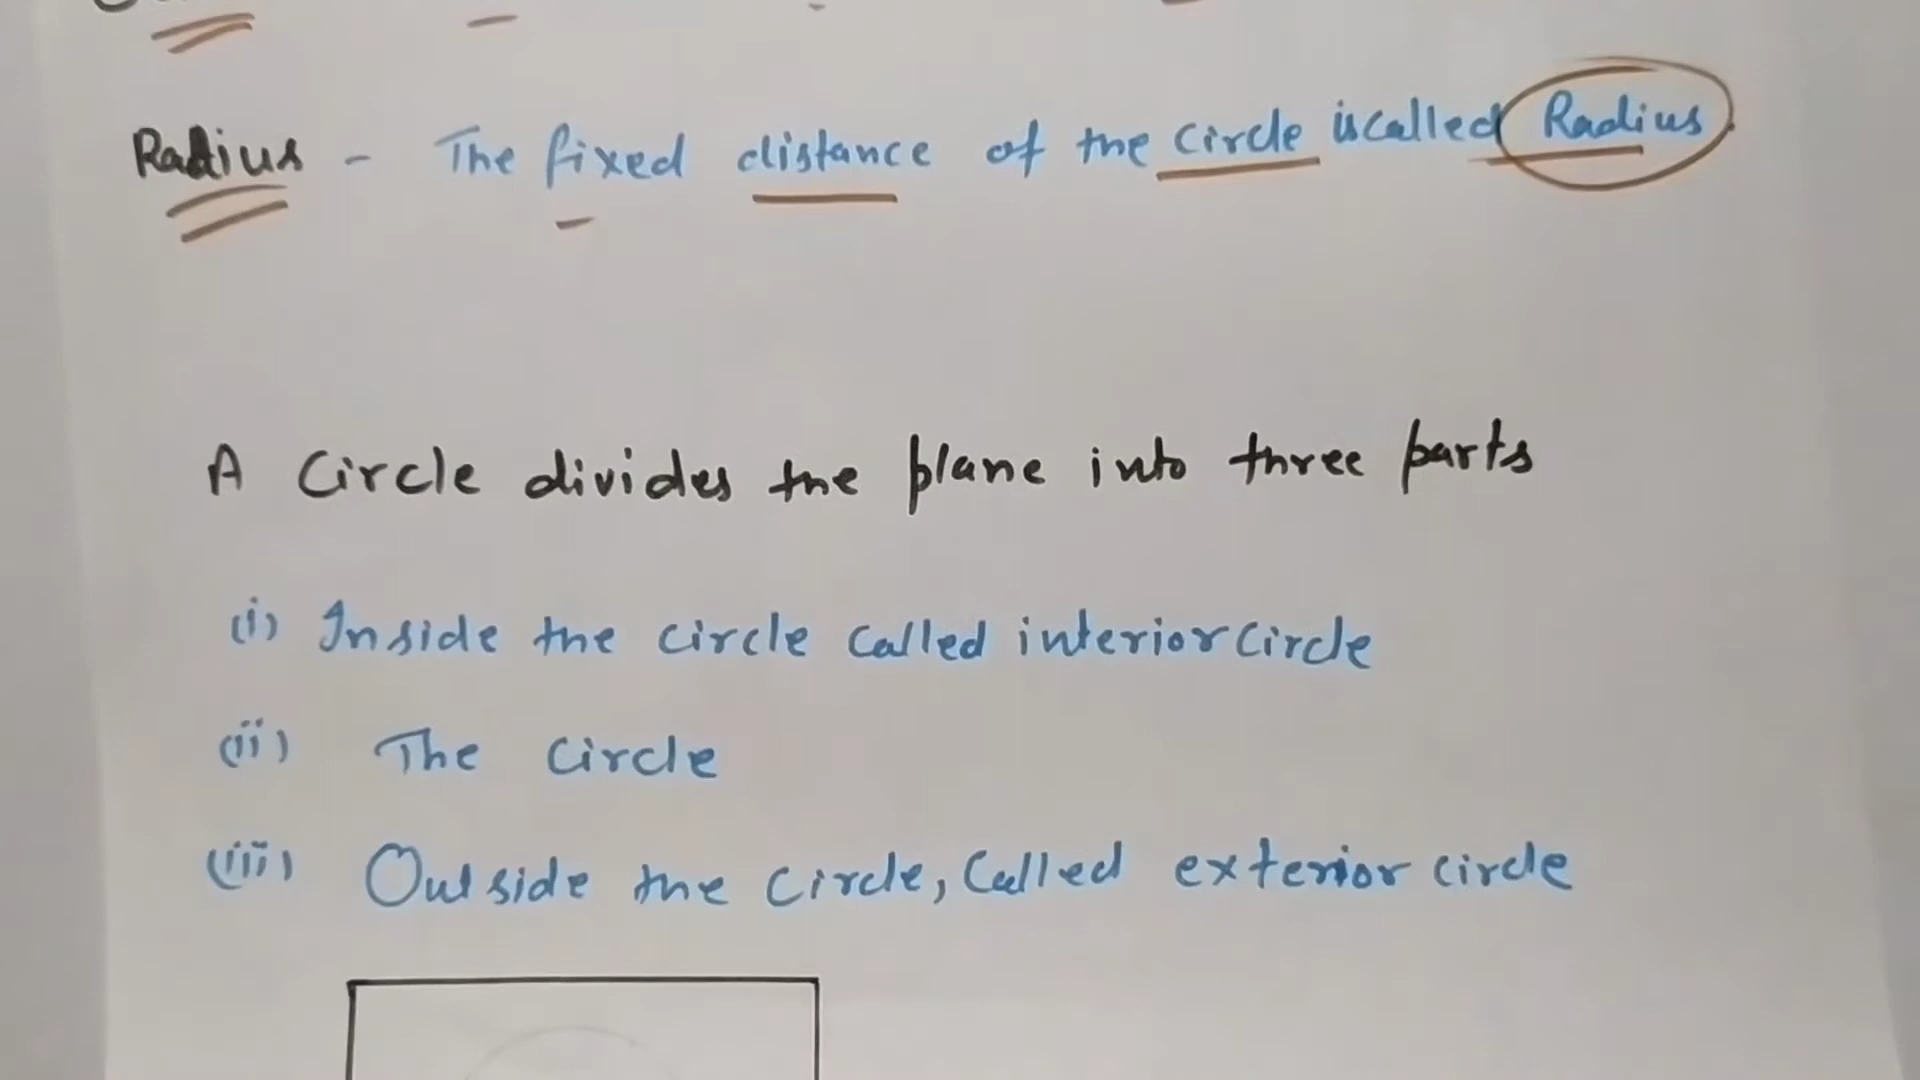 Radius - The fixed distance of the circle is called Radius.
A Circle divides the plane into three parts
(i) Inside the circle called interior circle
(ii) The circle
(iii) Outside the circle, Called exterior circle